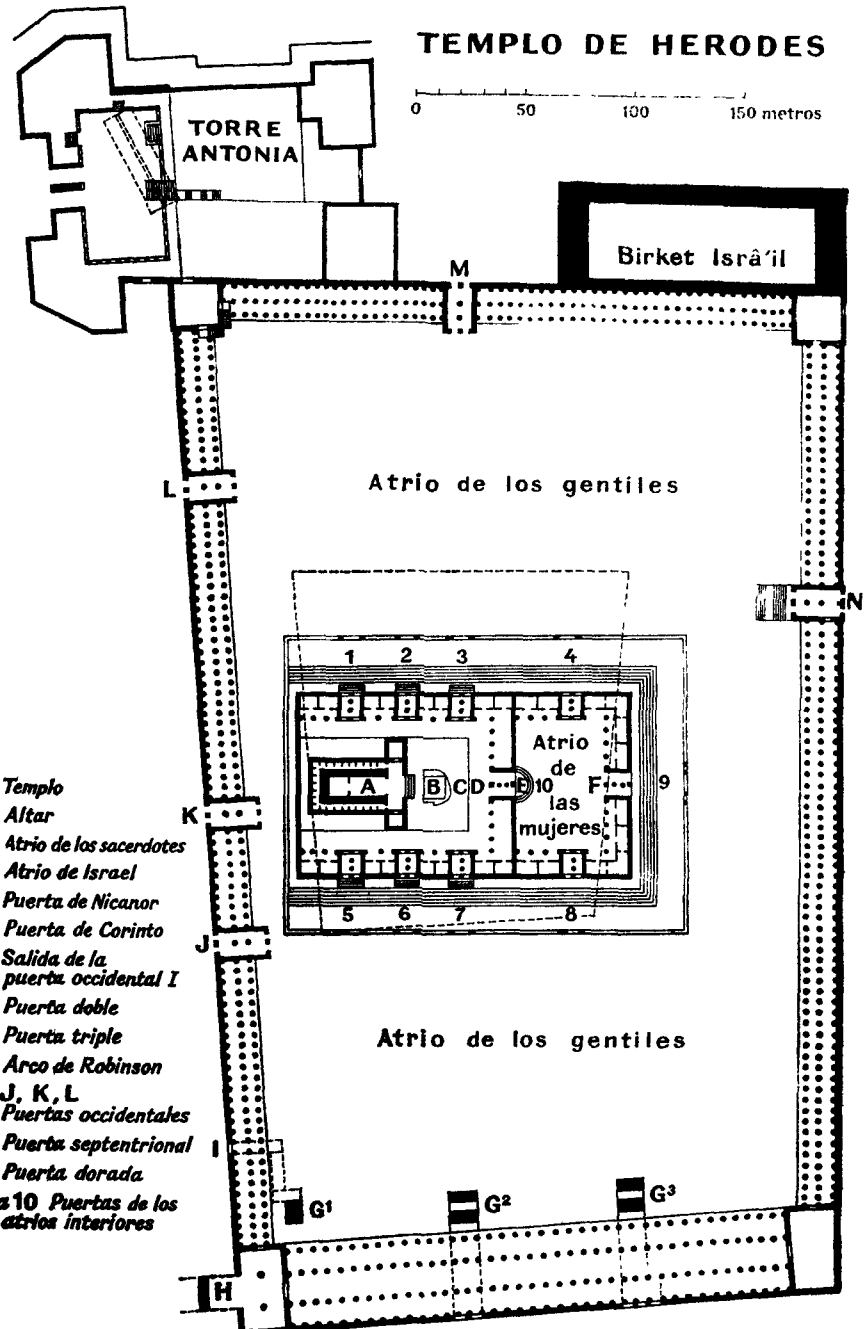 TEMPLO DE HERODES
0 50 100 150 metros
TORRE
ANTONIA
Birket Isrâ'il
M
L
Atrio de los gentiles
N
1 2 3 4
Atrio
de
las
mujeres
A B C D E 10 F 9
5 6 7 8
K
J
Atrio de los gentiles
I
G¹ G² G³
H
Templo
Altar
Atrio de los sacerdotes
Atrio de Israel
Puerta de Nicanor
Puerta de Corinto
Salida de la
puerta occidental I
Puerta doble
Puerta triple
Arco de Robinson
J, K, L
Puertas occidentales
Puerta septentrional
Puerta dorada
a 10 Puertas de los
atrios interiores